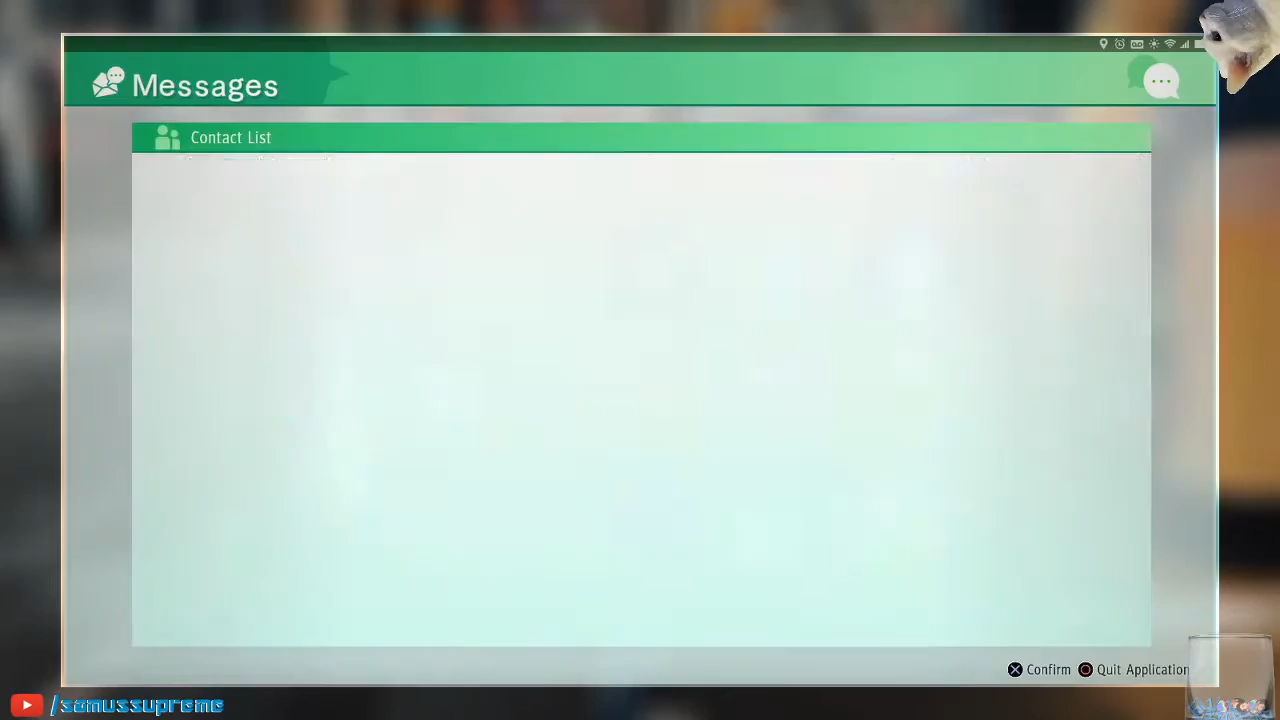 Messages
Contact List
Confirm
Quit Application
/samussupreme